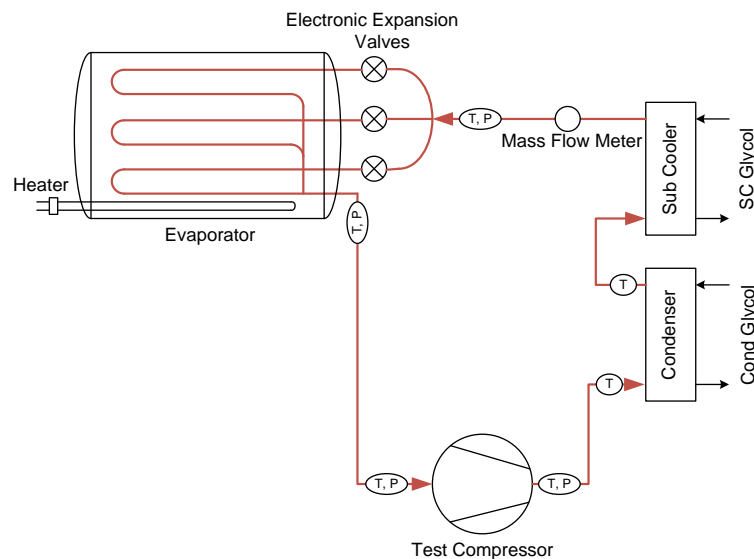 Electronic Expansion
Valves
T, P
Mass Flow Meter
Sub Cooler
SC Glycol
Heater
Evaporator
T, P
T
Condenser
Cond Glycol
T
T, P
T, P
Test Compressor